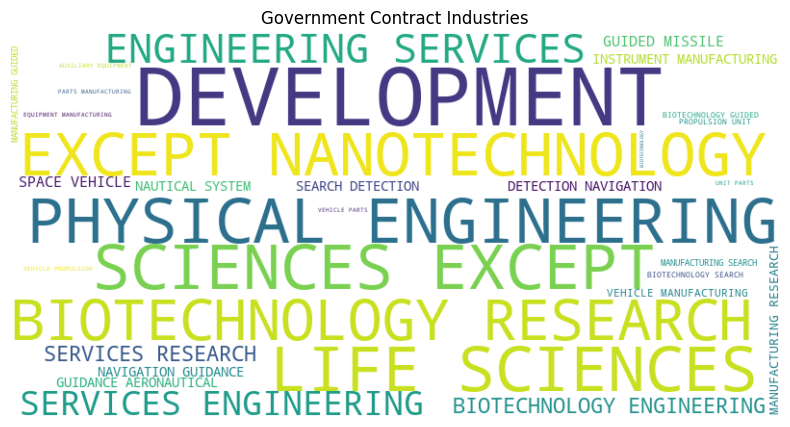 Government Contract Industries
ENGINEERING SERVICES
GUIDED MISSILE
INSTRUMENT MANUFACTURING
MANUFACTURING GUIDED
AUXILIARY EQUIPMENT
DEVELOPMENT
PARTS MANUFACTURING
EQUIPMENT MANUFACTURING
BIOTECHNOLOGY GUIDED
PROPULSION UNIT
EXCEPT NANOTECHNOLOGY
BIOTECHNOLOGY
SPACE VEHICLE
NAUTICAL SYSTEM
SEARCH DETECTION
DETECTION NAVIGATION
UNIT PARTS
PHYSICAL ENGINEERING
VEHICLE PARTS
SCIENCES EXCEPT
VEHICLE PROPULSION
MANUFACTURING SEARCH
BIOTECHNOLOGY SEARCH
VEHICLE MANUFACTURING
MANUFACTURING RESEARCH
BIOTECHNOLOGY RESEARCH
SERVICES RESEARCH
LIFE SCIENCES
NAVIGATION GUIDANCE
GUIDANCE AERONAUTICAL
SERVICES ENGINEERING
BIOTECHNOLOGY ENGINEERING